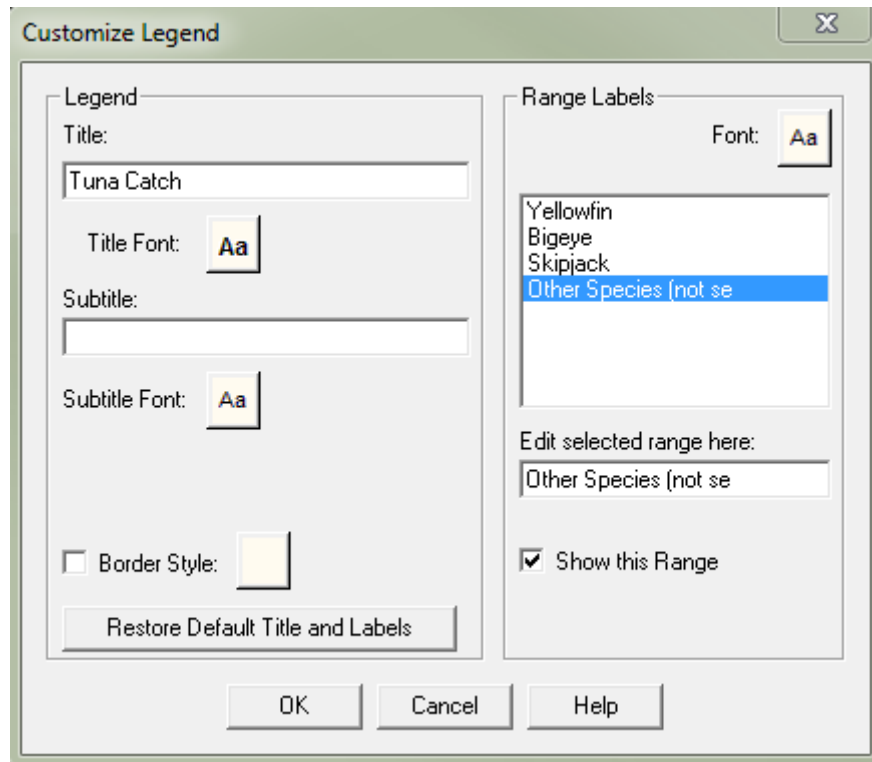 Customize Legend
Legend
Title:
Tuna Catch
Title Font:
Aa
Subtitle:
Subtitle Font:
Aa
Border Style:
Restore Default Title and Labels
Range Labels
Font:
Aa
Yellowfin
Bigeye
Skipjack
Other Species (not se
Edit selected range here:
Other Species (not se
Show this Range
OK
Cancel
Help